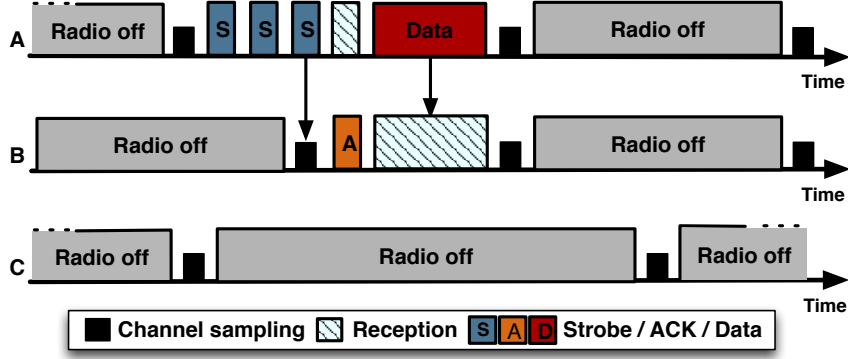 A
Radio off
S
S
S
Data
Radio off
Time
B
Radio off
A
Radio off
Time
C
Radio off
Radio off
Radio off
Time
Channel sampling
Reception
S A D Strobe / ACK / Data